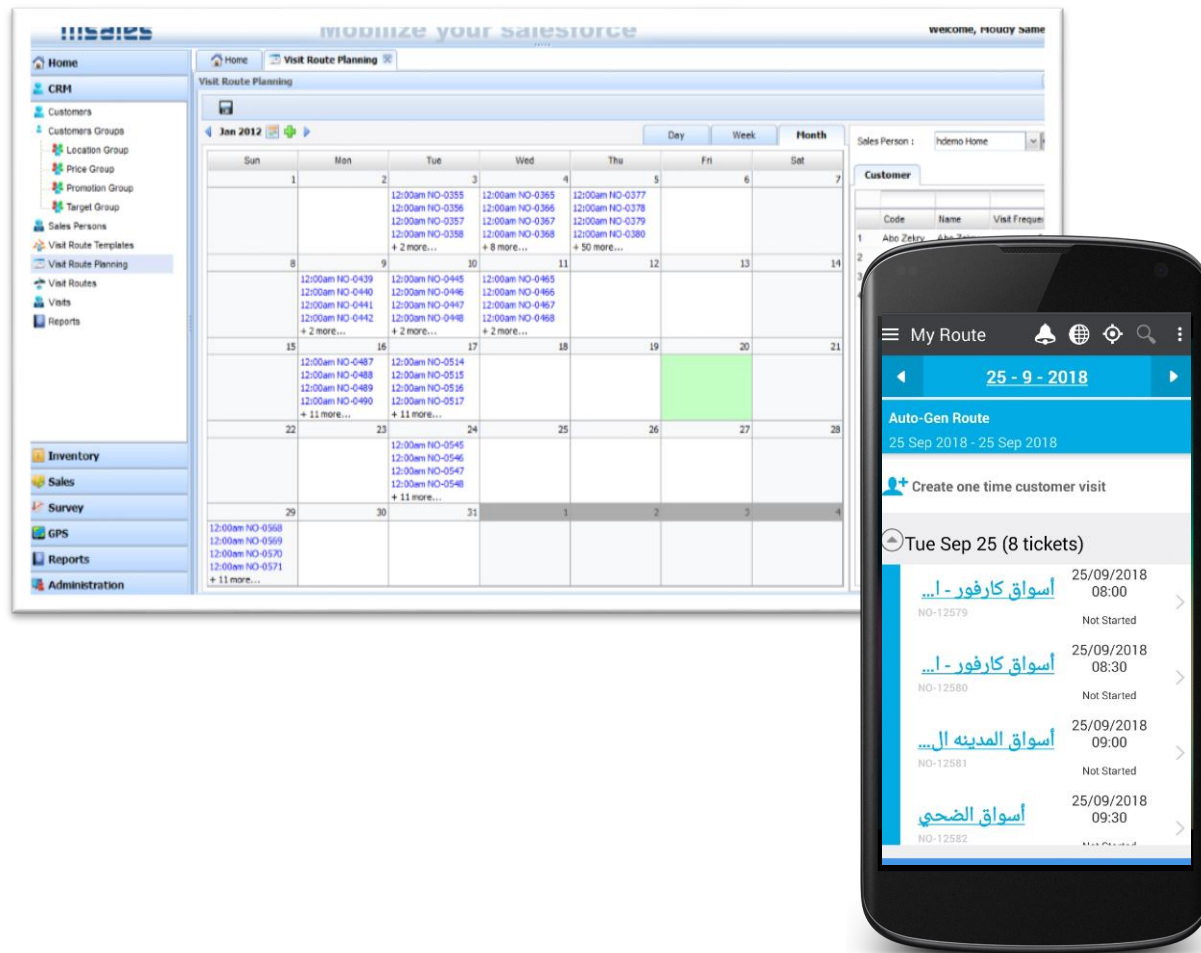 Mobilize your salesforce
Welcome, Moudy Same
Home
CRM
Customers
Customers Groups
Location Group
Price Group
Promotion Group
Target Group
Sales Persons
Visit Route Templates
Visit Route Planning
Visit Routes
Visits
Reports
Inventory
Sales
Survey
GPS
Reports
Administration
Home Visit Route Planning
Visit Route Planning
Jan 2012
Day Week Month
Sun Mon Tue Wed Thu Fri Sat
1 2 3 4 5 6 7
12:00am NO-0355 12:00am NO-0365 12:00am NO-0377
12:00am NO-0356 12:00am NO-0366 12:00am NO-0378
12:00am NO-0357 12:00am NO-0367 12:00am NO-0379
12:00am NO-0358 12:00am NO-0368 12:00am NO-0380
+ 2 more... + 8 more... + 50 more...
8 9 10 11 12 13 14
12:00am NO-0439 12:00am NO-0445 12:00am NO-0465
12:00am NO-0440 12:00am NO-0446 12:00am NO-0466
12:00am NO-0441 12:00am NO-0447 12:00am NO-0467
12:00am NO-0442 12:00am NO-0448 12:00am NO-0468
+ 2 more... + 2 more... + 2 more...
15 16 17 18 19 20 21
12:00am NO-0487 12:00am NO-0514
12:00am NO-0488 12:00am NO-0515
12:00am NO-0489 12:00am NO-0516
12:00am NO-0490 12:00am NO-0517
+ 11 more... + 11 more...
22 23 24 25 26 27 28
12:00am NO-0545
12:00am NO-0546
12:00am NO-0547
12:00am NO-0548
+ 11 more...
29 30 31 1 2 3 4
12:00am NO-0568
12:00am NO-0569
12:00am NO-0570
12:00am NO-0571
+ 11 more...
Sales Person : hdemo Home
Customer
Code Name Visit Freque
1 Abo Zekry
2
My Route
25 - 9 - 2018
Auto-Gen Route
25 Sep 2018 - 25 Sep 2018
Create one time customer visit
Tue Sep 25 (8 tickets)
أسواق كارفور - ا...
25/09/2018
08:00
NO-12579
Not Started
أسواق كارفور - ا...
25/09/2018
08:30
NO-12580
Not Started
أسواق المدينه ال...
25/09/2018
09:00
NO-12581
Not Started
أسواق الضحي
25/09/2018
09:30
NO-12582